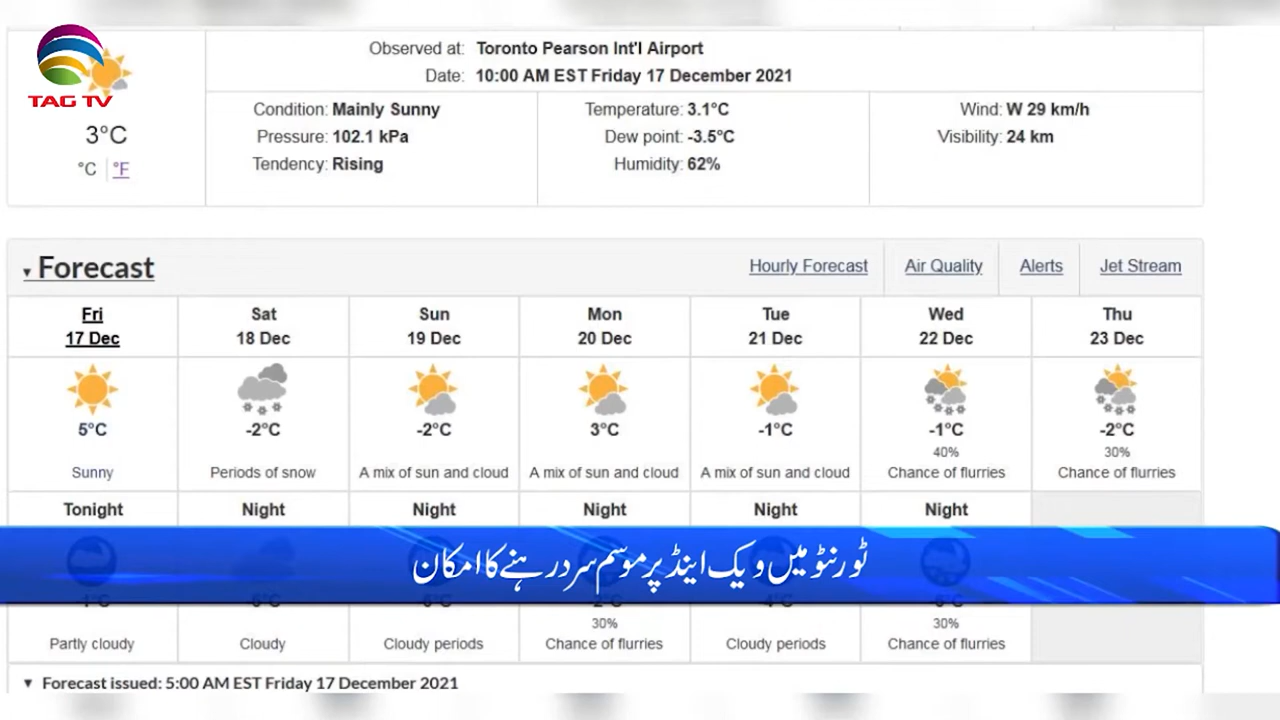 TAG TV
3°C
°C °F
Observed at: Toronto Pearson Int'l Airport
Date: 10:00 AM EST Friday 17 December 2021
Condition: Mainly Sunny
Pressure: 102.1 kPa
Tendency: Rising
Temperature: 3.1°C
Dew point: -3.5°C
Humidity: 62%
Wind: W 29 km/h
Visibility: 24 km
▾ Forecast
Hourly Forecast Air Quality Alerts Jet Stream
Fri Sat Sun Mon Tue Wed Thu
17 Dec 18 Dec 19 Dec 20 Dec 21 Dec 22 Dec 23 Dec
5°C -2°C -2°C 3°C -1°C -1°C -2°C
40% 30%
Sunny Periods of snow A mix of sun and cloud A mix of sun and cloud A mix of sun and cloud Chance of flurries Chance of flurries
Tonight Night Night Night Night Night
ٹورنٹو میں ویک اینڈ پر موسم سرد رہنے کا امکان
30% 30%
Partly cloudy Cloudy Cloudy periods Chance of flurries Cloudy periods Chance of flurries
▼ Forecast issued: 5:00 AM EST Friday 17 December 2021